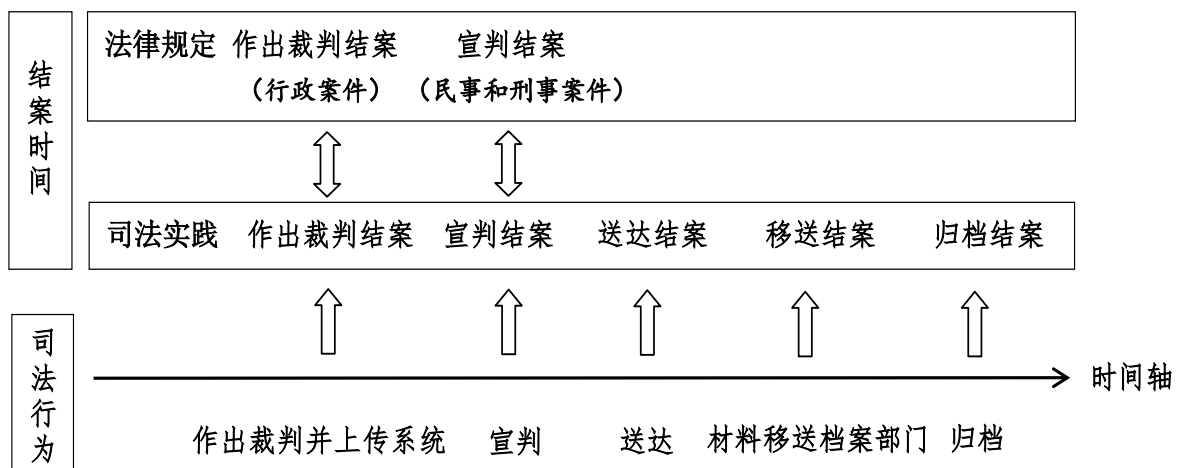 结案时间
法律规定 作出裁判结案 宣判结案
（行政案件） （民事和刑事案件）
司法实践 作出裁判结案 宣判结案 送达结案 移送结案 归档结案
司法行为
时间轴
作出裁判并上传系统 宣判 送达 材料移送档案部门 归档